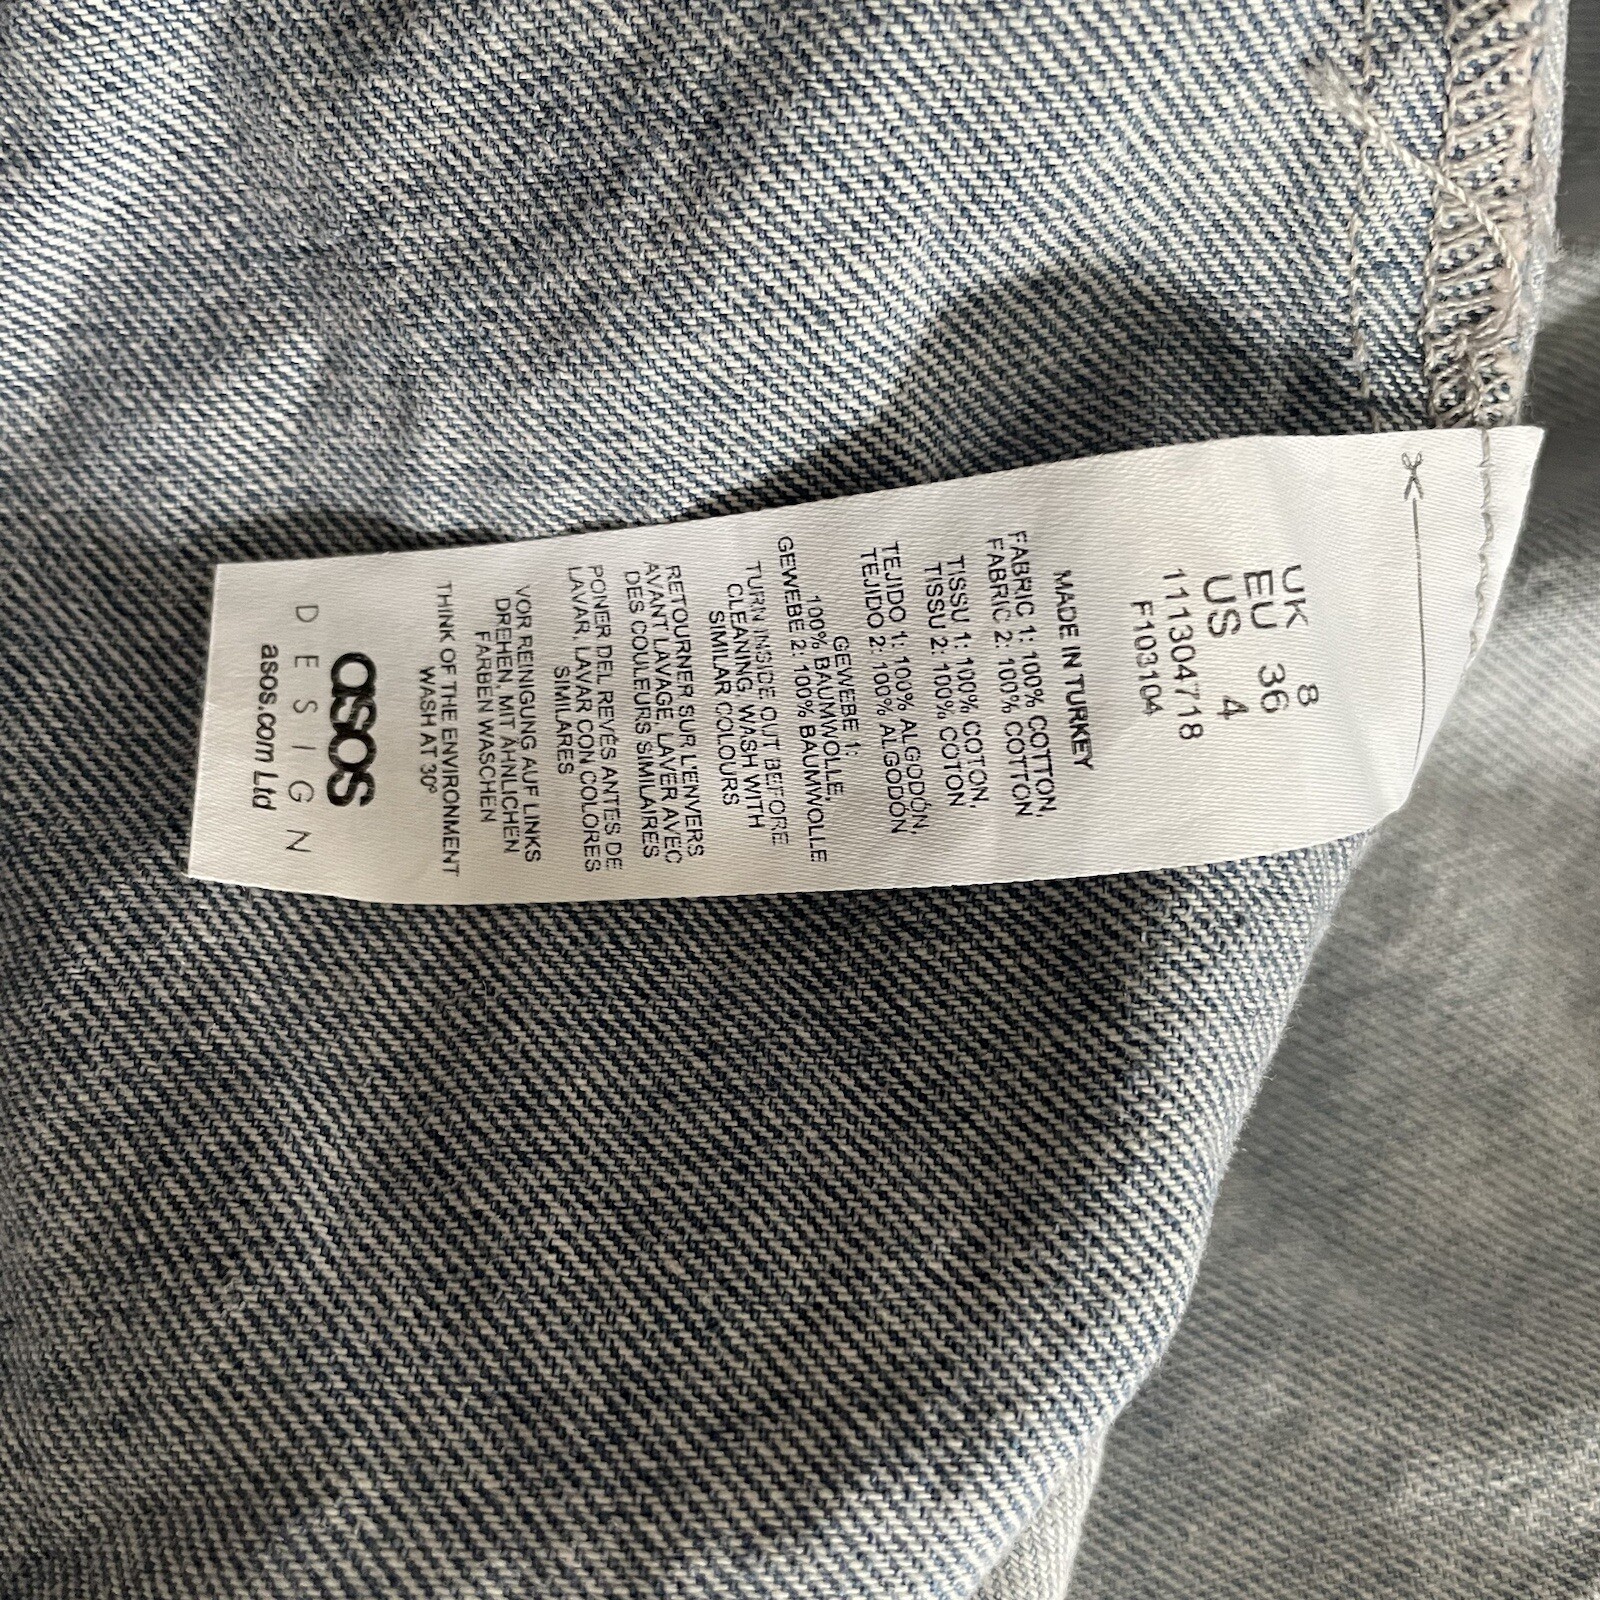 UK 8
EU 36
US 4
111304718
F103104
MADE IN TURKEY
FABRIC 1: 100% COTTON,
FABRIC 2: 100% COTTON
TISSU 1: 100% COTON,
TISSU 2: 100% COTON
TEJIDO 1: 100% ALGODÓN,
TEJIDO 2: 100% ALGODÓN
GEWEBE 1:
100% BAUMWOLLE,
GEWEBE 2: 100% BAUMWOLLE
TURN INSIDE OUT BEFORE
CLEANING WASH WITH
SIMILAR COLOURS
RETOURNER SUR L'ENVERS
AVANT LAVAGE, LAVER AVEC
DES COULEURS SIMILAIRES
PONER DEL REVÉS ANTES DE
LAVAR, LAVAR CON COLORES
SIMILARES
VOR REINGUNG AUF LINKS
DREHEN, MIT ÄHNLICHEN
FARBEN WASCHEN
THINK OF THE ENVIRONMENT
WASH AT 30°
asos
DESIGN
asos.com Ltd